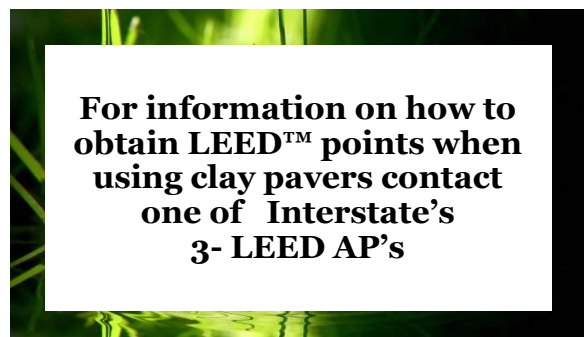 For information on how to
obtain LEED™ points when
using clay pavers contact
one of   Interstate’s
3- LEED AP’s